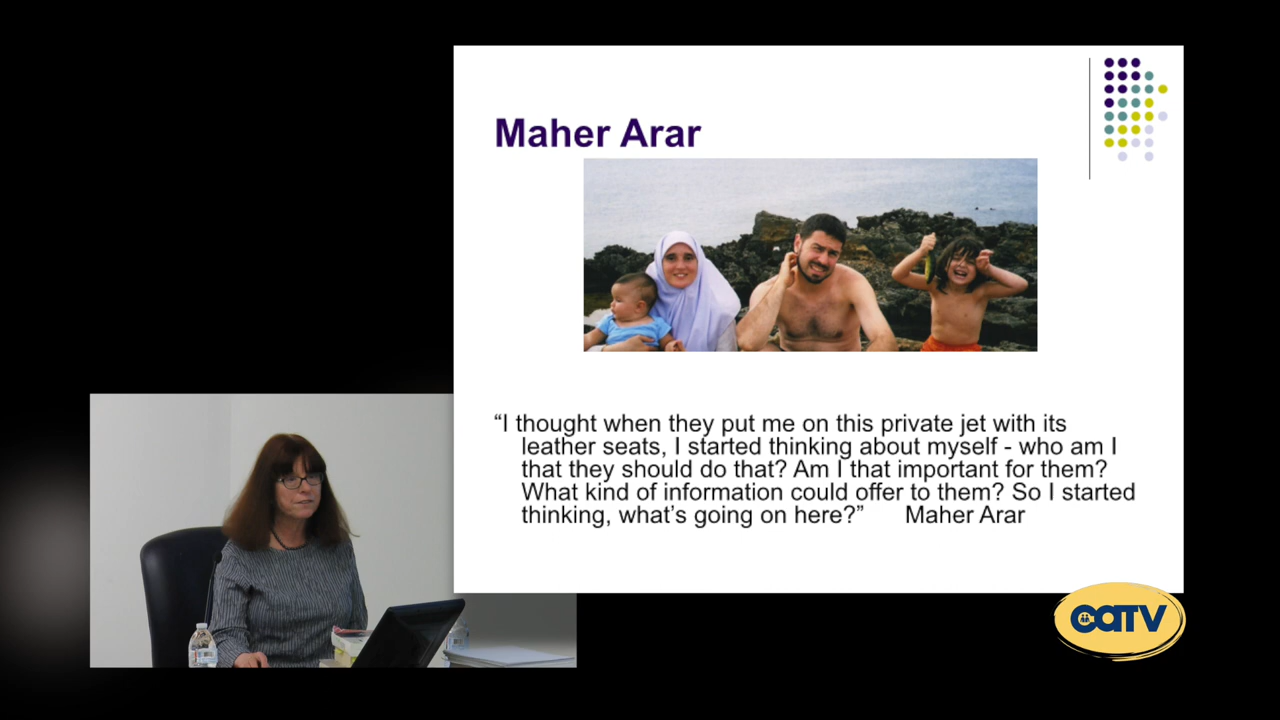 Maher Arar
“I thought when they put me on this private jet with its
leather seats, I started thinking about myself - who am I
that they should do that? Am I that important for them?
What kind of information could offer to them? So I started
thinking, what’s going on here?” Maher Arar
catv